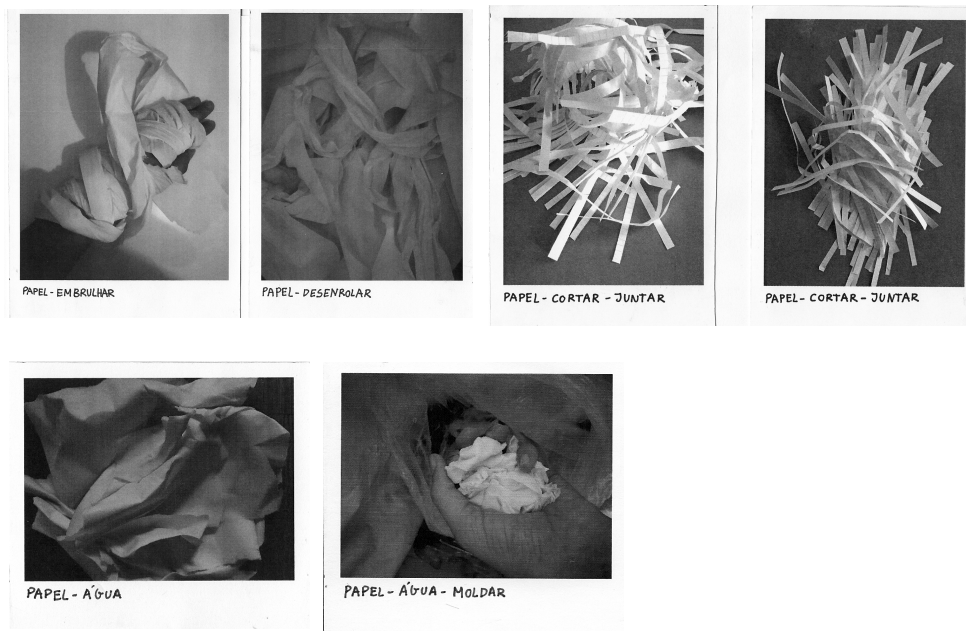 PAPEL-EMBRULHAR
PAPEL-DESENROLAR
PAPEL-CORTAR-JUNTAR
PAPEL-CORTAR-JUNTAR
PAPEL-ÁGUA
PAPEL-ÁGUA-MOLDAR